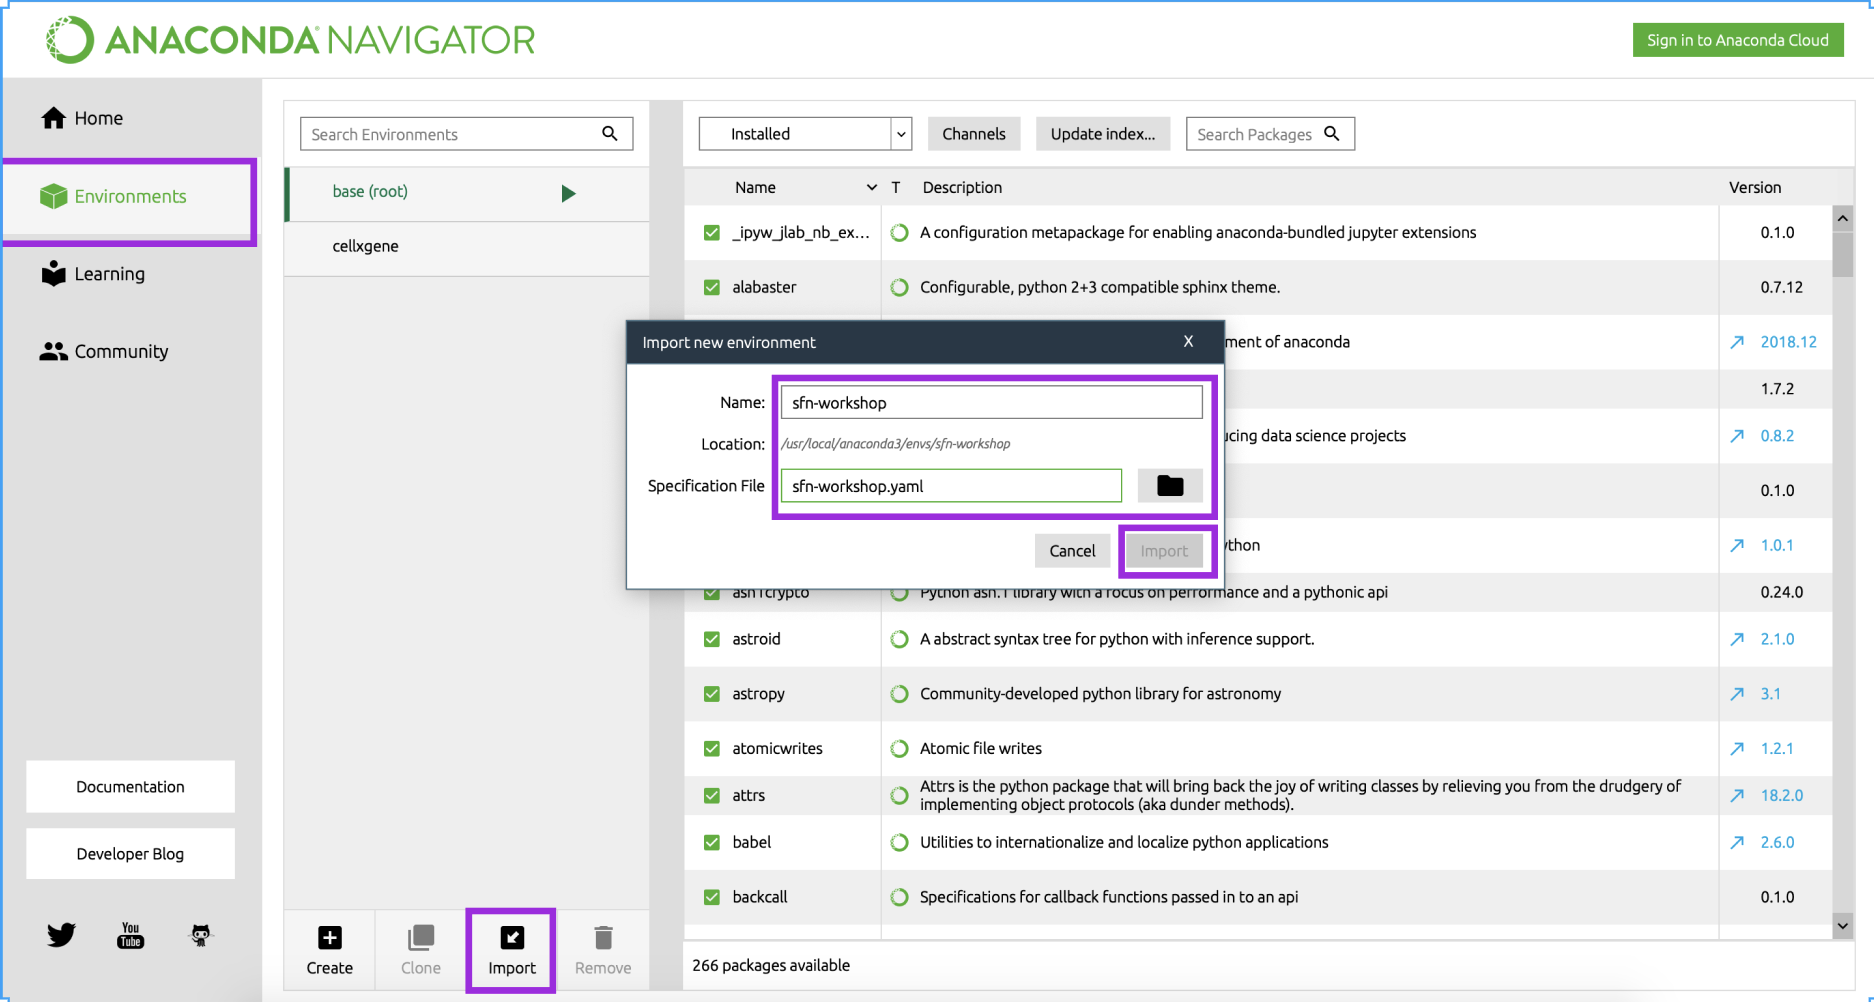 ANACONDA NAVIGATOR
Sign in to Anaconda Cloud
Home
Environments
Learning
Community
Documentation
Developer Blog
You
Tube
Search Environments
base (root)
cellxgene
Create
Clone
Import
Remove
Installed
Channels
Update index...
Search Packages
Name T Description Version
_ipyw_jlab_nb_ex... A configuration metapackage for enabling anaconda-bundled jupyter extensions 0.1.0
alabaster Configurable, python 2+3 compatible sphinx theme. 0.7.12
ment of anaconda 2018.12
1.7.2
ucing data science projects 0.8.2
0.1.0
ython 1.0.1
asn1crypto Python asn.1 library with a focus on performance and a pythonic api 0.24.0
astroid A abstract syntax tree for python with inference support. 2.1.0
astropy Community-developed python library for astronomy 3.1
atomicwrites Atomic file writes 1.2.1
attrs Attrs is the python package that will bring back the joy of writing classes by relieving you from the drudgery of
implementing object protocols (aka dunder methods). 18.2.0
babel Utilities to internationalize and localize python applications 2.6.0
backcall Specifications for callback functions passed in to an api 0.1.0
266 packages available
Import new environment X
Name: sfn-workshop
Location: /usr/local/anaconda3/envs/sfn-workshop
Specification File sfn-workshop.yaml
Cancel Import